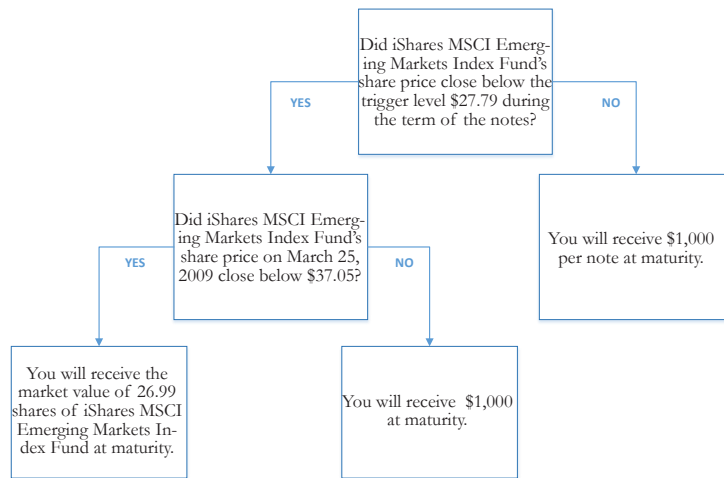 Did iShares MSCI Emerg-
ing Markets Index Fund's
share price close below the
trigger level $27.79 during
the term of the notes?
YES
NO
Did iShares MSCI Emerg-
ing Markets Index Fund's
share price on March 25,
2009 close below $37.05?
You will receive $1,000
per note at maturity.
YES
NO
You will receive the
market value of 26.99
shares of iShares MSCI
Emerging Markets In-
dex Fund at maturity.
You will receive $1,000
at maturity.